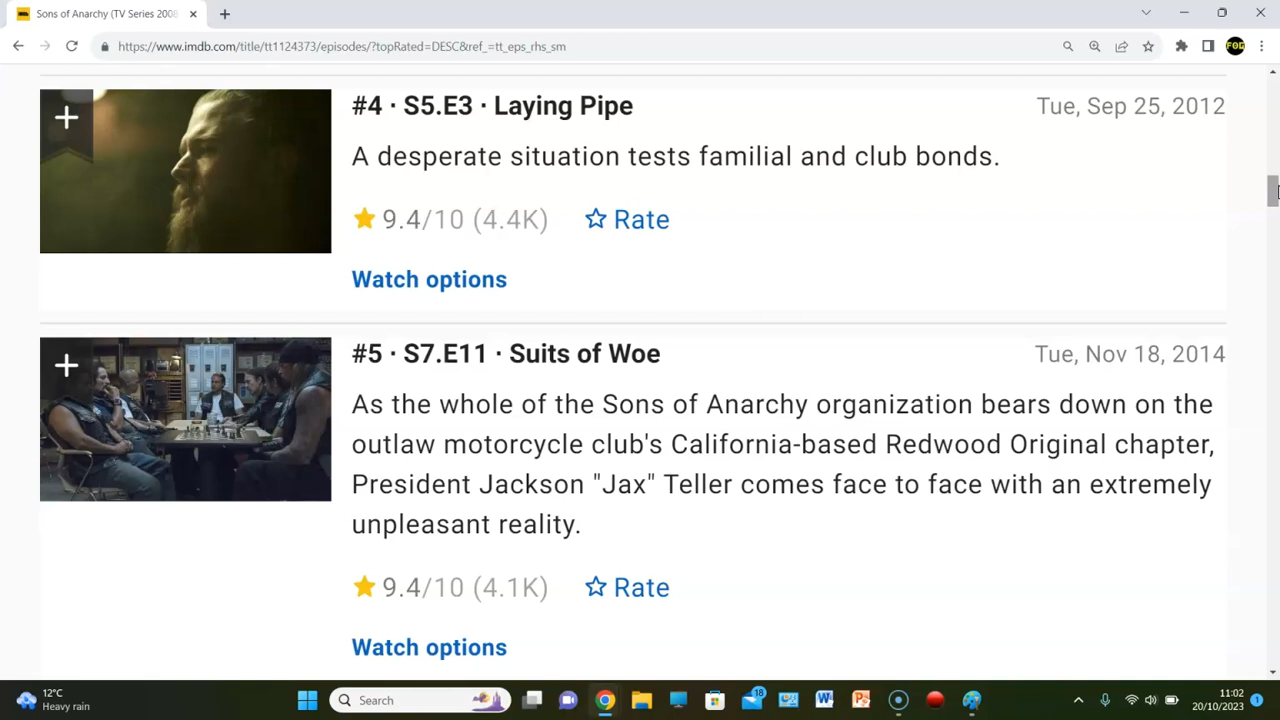 Sons of Anarchy (TV Series 2008
https://www.imdb.com/title/tt1124373/episodes/?topRated=DESC&ref_=tt_eps_rhs_sm
FOG
#4 · S5.E3 · Laying Pipe
Tue, Sep 25, 2012
A desperate situation tests familial and club bonds.
9.4/10 (4.4K)
Rate
Watch options
#5 · S7.E11 · Suits of Woe
Tue, Nov 18, 2014
As the whole of the Sons of Anarchy organization bears down on the
outlaw motorcycle club's California-based Redwood Original chapter,
President Jackson "Jax" Teller comes face to face with an extremely
unpleasant reality.
9.4/10 (4.1K)
Rate
Watch options
12°C
Heavy rain
Search
18
11:02
20/10/2023
1